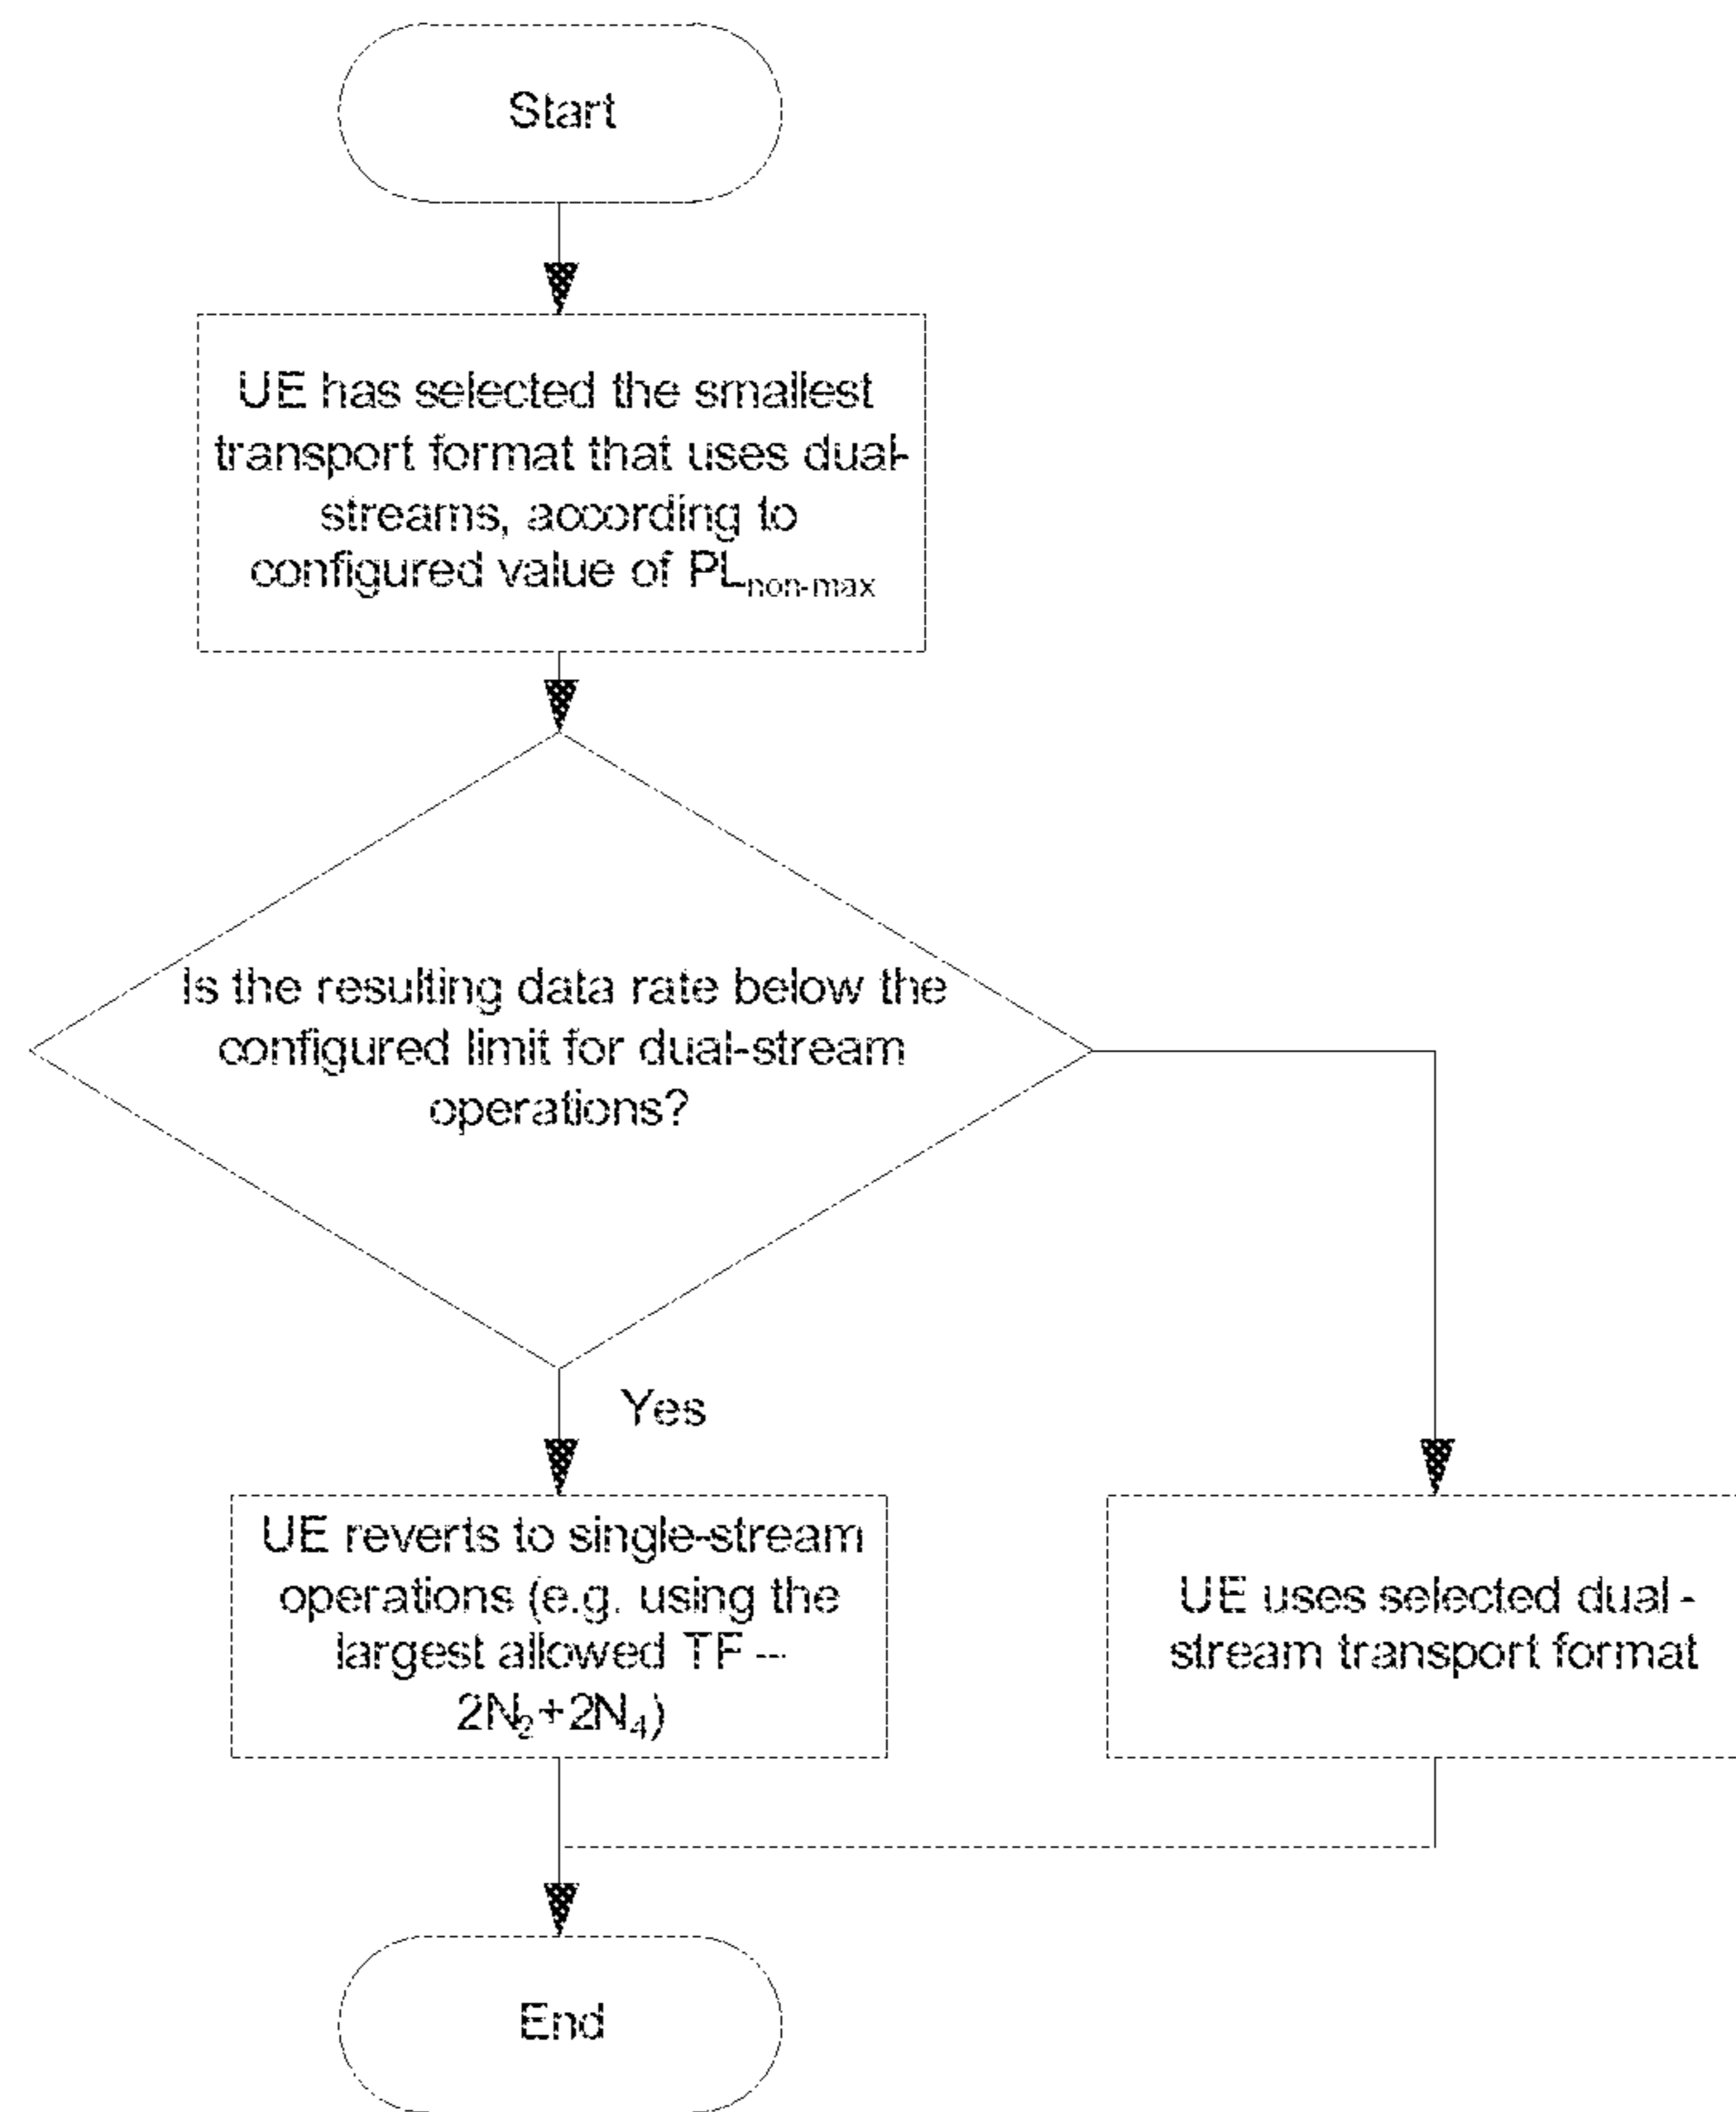 Start
UE has selected the smallest
transport format that uses dual-
streams, according to
configured value of PLnon-max
Is the resulting data rate below the
configured limit for dual-stream
operations?
Yes
UE reverts to single-stream
operations (e.g. using the
largest allowed TF --
2N2+2N4)
UE uses selected dual -
stream transport format
End